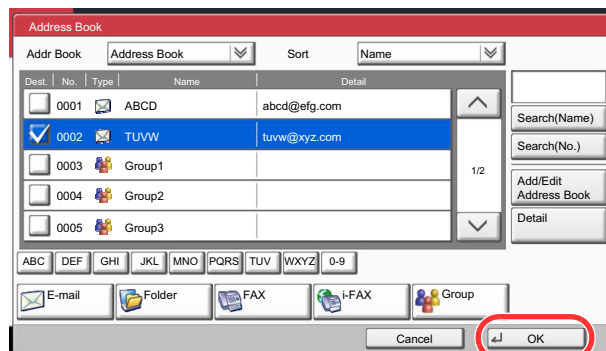 Address Book
Addr Book Address Book Sort Name
Dest. No. Type Name Detail
0001 ABCD abcd@efg.com
0002 TUVW tuvw@xyz.com
0003 Group1
0004 Group2
0005 Group3
1/2
Search(Name)
Search(No.)
Add/Edit
Address Book
Detail
ABC DEF GHI JKL MNO PQRS TUV WXYZ 0-9
E-mail Folder FAX i-FAX Group
Cancel OK